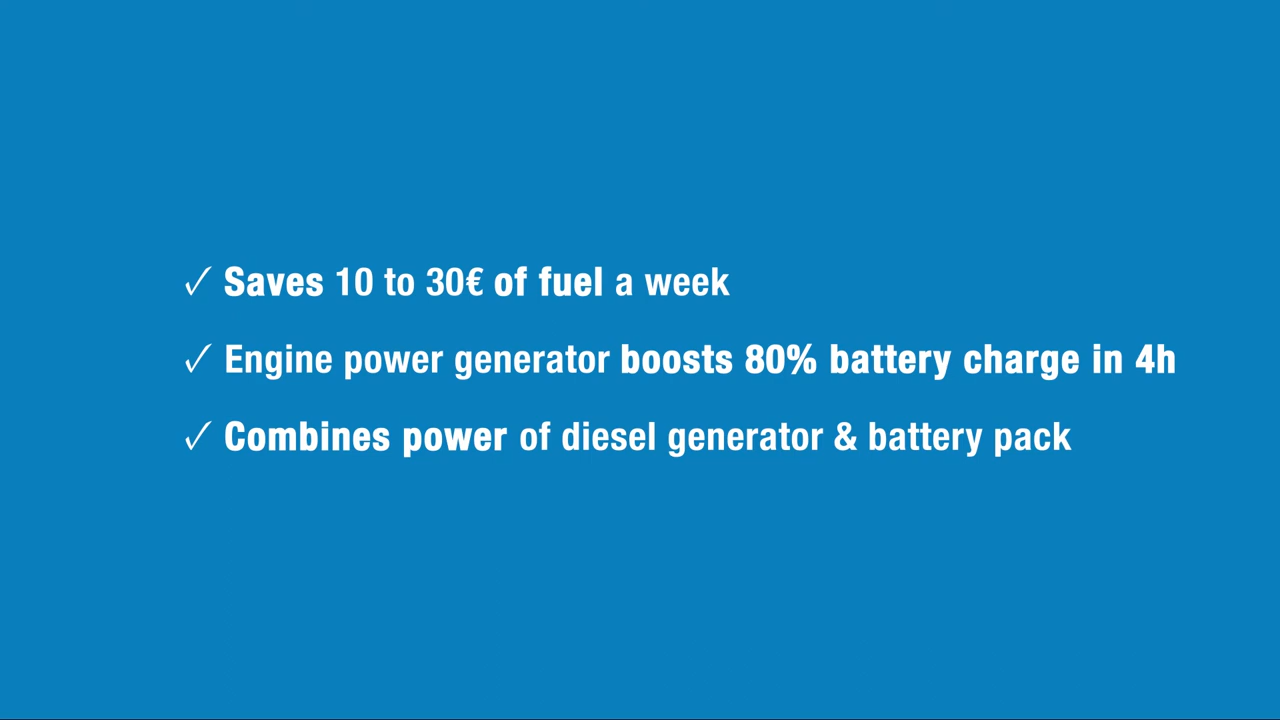 ✓ Saves 10 to 30€ of fuel a week
✓ Engine power generator boosts 80% battery charge in 4h
✓ Combines power of diesel generator & battery pack